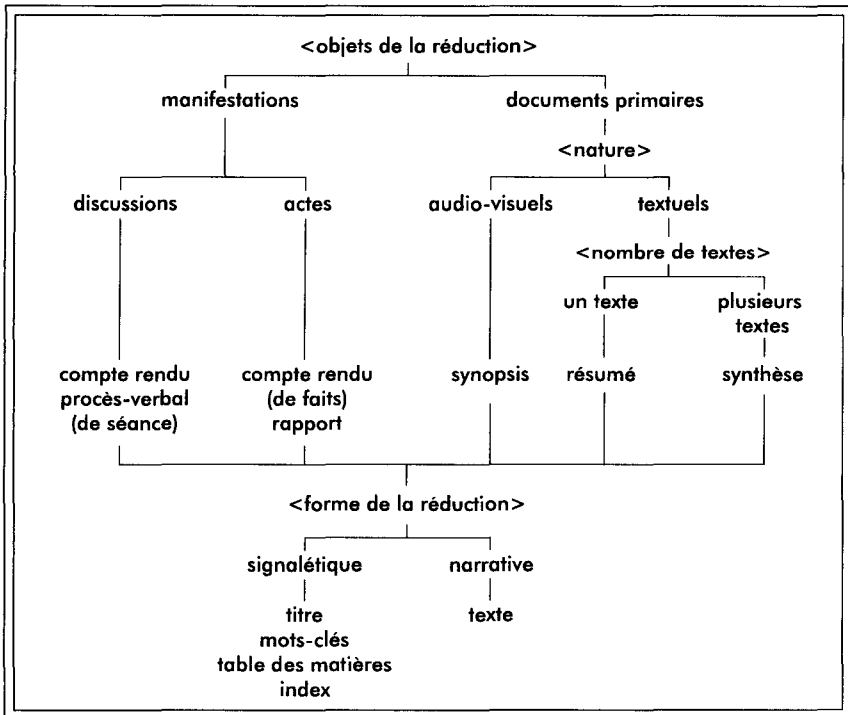 <objets de la réduction>
manifestations documents primaires
<nature>
discussions actes audio-visuels textuels
<nombre de textes>
un texte plusieurs
textes
compte rendu compte rendu synopsis résumé synthèse
procès-verbal (de faits)
(de séance) rapport
<forme de la réduction>
signalétique narrative
titre texte
mots-clés
table des matières
index